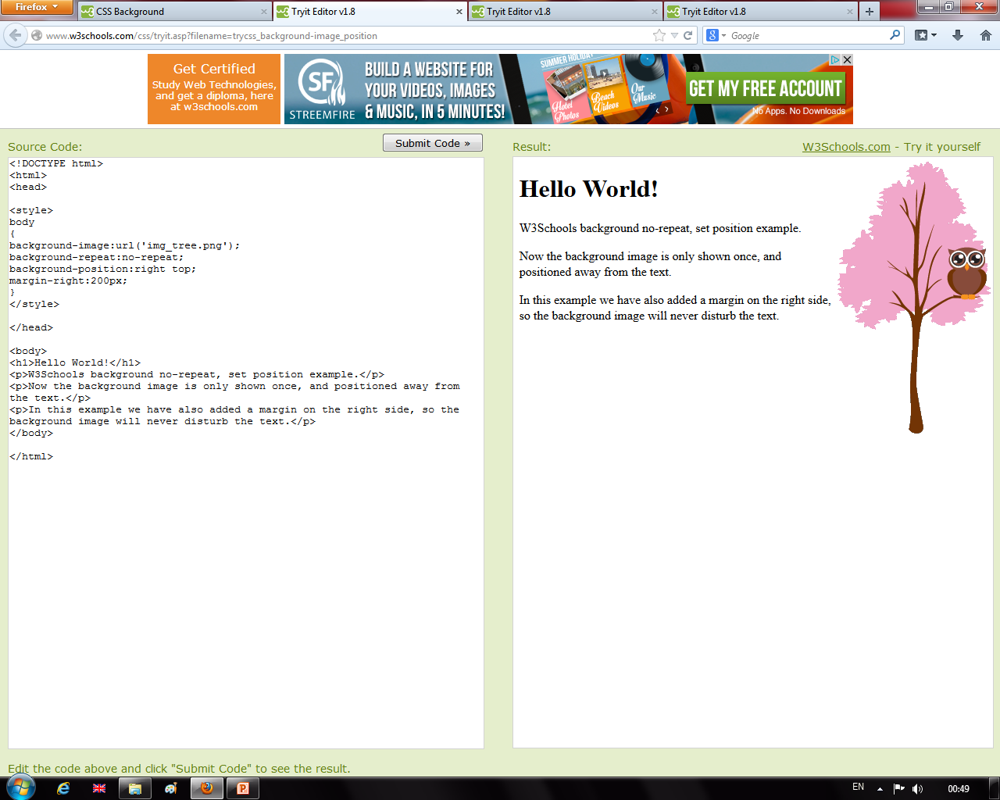 Firefox
CSS Background
Tryit Editor v1.8
Tryit Editor v1.8
Tryit Editor v1.8
www.w3schools.com/css/tryit.asp?filename=trycss_background-image_position
Google
Get Certified
Study Web Technologies,
and get a diploma, here
at w3schools.com
SF
STREEMFIRE
BUILD A WEBSITE FOR
YOUR VIDEOS, IMAGES
& MUSIC, IN 5 MINUTES!
SUMMER HOLIDAY
Hotel
Photos
Beach
Videos
Our
Music
GET MY FREE ACCOUNT
No Apps. No Downloads
Source Code:
Submit Code »
Result:
W3Schools.com - Try it yourself
<!DOCTYPE html>
<html>
<head>
<style>
body
{
background-image:url('img_tree.png');
background-repeat:no-repeat;
background-position:right top;
margin-right:200px;
}
</style>
</head>
<body>
<h1>Hello World!</h1>
<p>W3Schools background no-repeat, set position example.</p>
<p>Now the background image is only shown once, and positioned away from
the text.</p>
<p>In this example we have also added a margin on the right side, so the
background image will never disturb the text.</p>
</body>
</html>
Hello World!
W3Schools background no-repeat, set position example.
Now the background image is only shown once, and
positioned away from the text.
In this example we have also added a margin on the right side,
so the background image will never disturb the text.
Edit the code above and click "Submit Code" to see the result.
EN
00:49